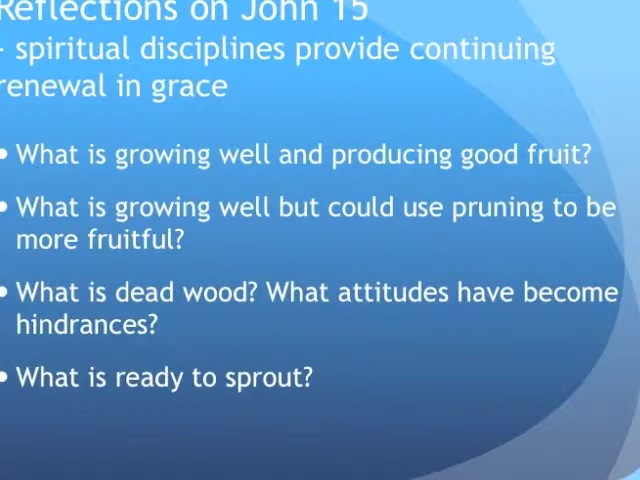 Reflections on John 15
- spiritual disciplines provide continuing
renewal in grace
• What is growing well and producing good fruit?
• What is growing well but could use pruning to be
more fruitful?
• What is dead wood? What attitudes have become
hindrances?
• What is ready to sprout?